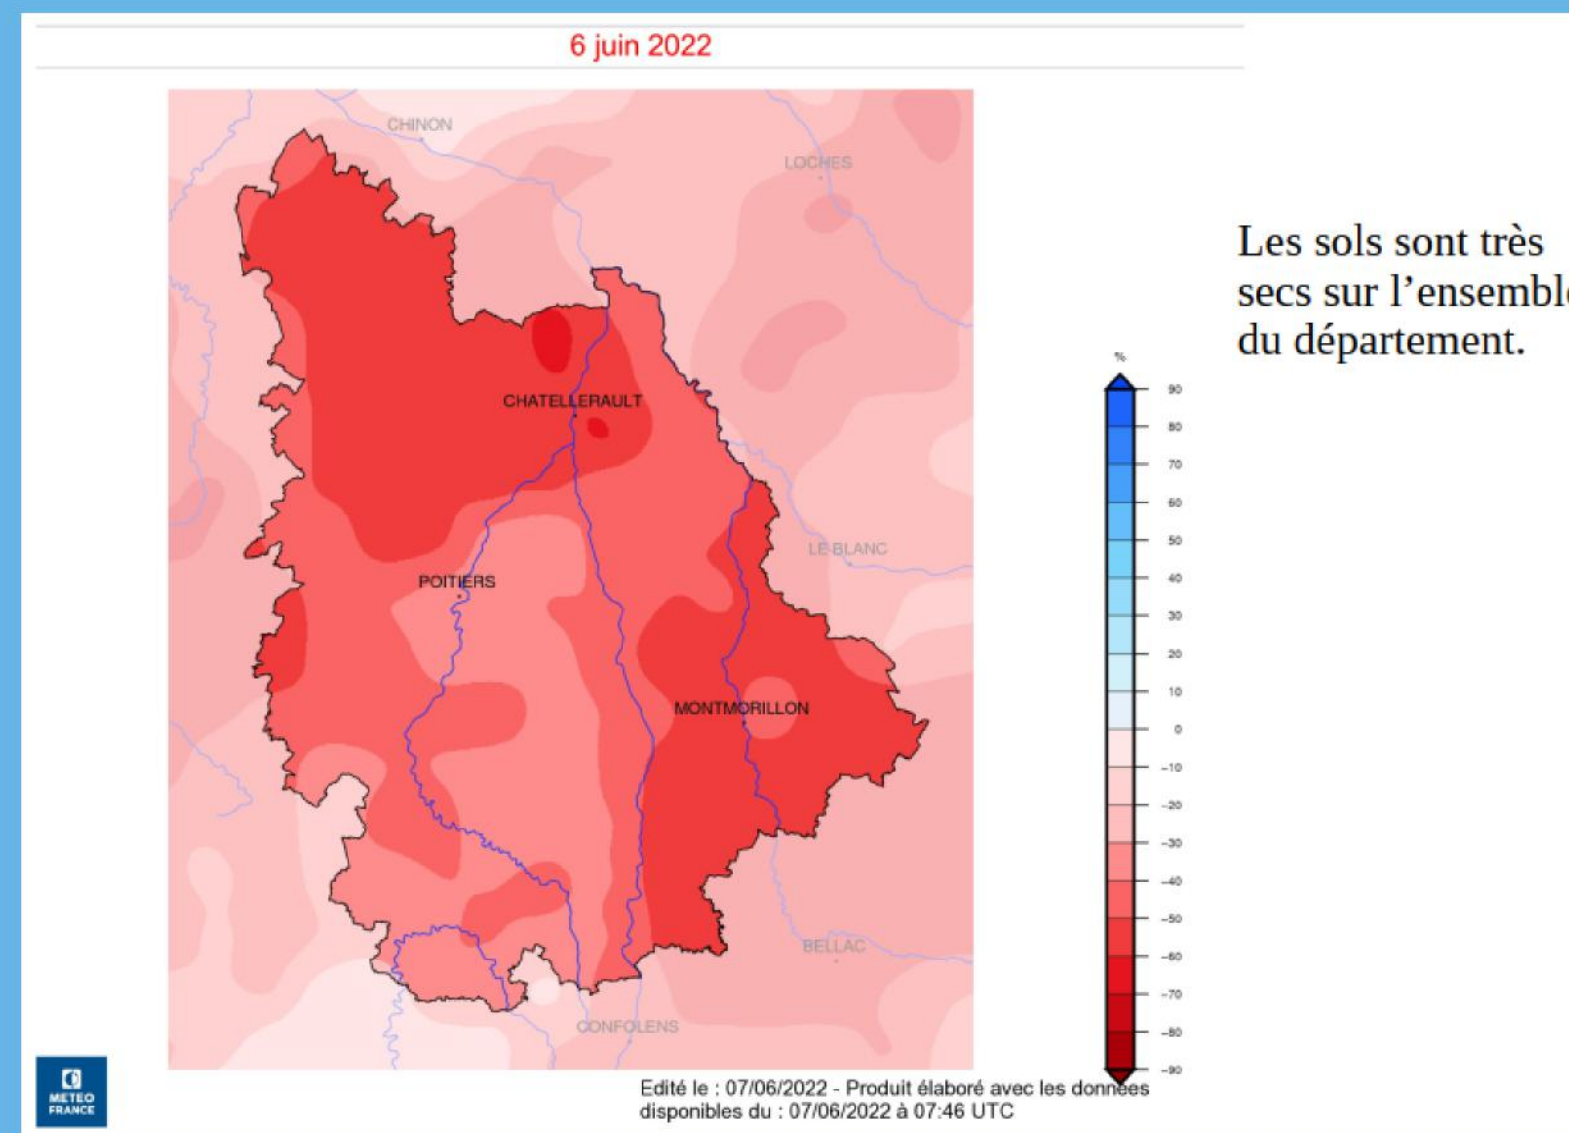 6 juin 2022
CHINON
LOCHES
Les sols sont très
secs sur l’ensemble
du département.
%
90
CHATELLERAULT
80
70
60
50
LE BLANC
40
POITIERS
30
20
10
MONTMORILLON
0
-10
-20
-30
-40
-50
BELLAC
-60
-70
CONFOLENS
-80
-90
METEO
FRANCE
Edité le : 07/06/2022 - Produit élaboré avec les données
disponibles du : 07/06/2022 à 07:46 UTC